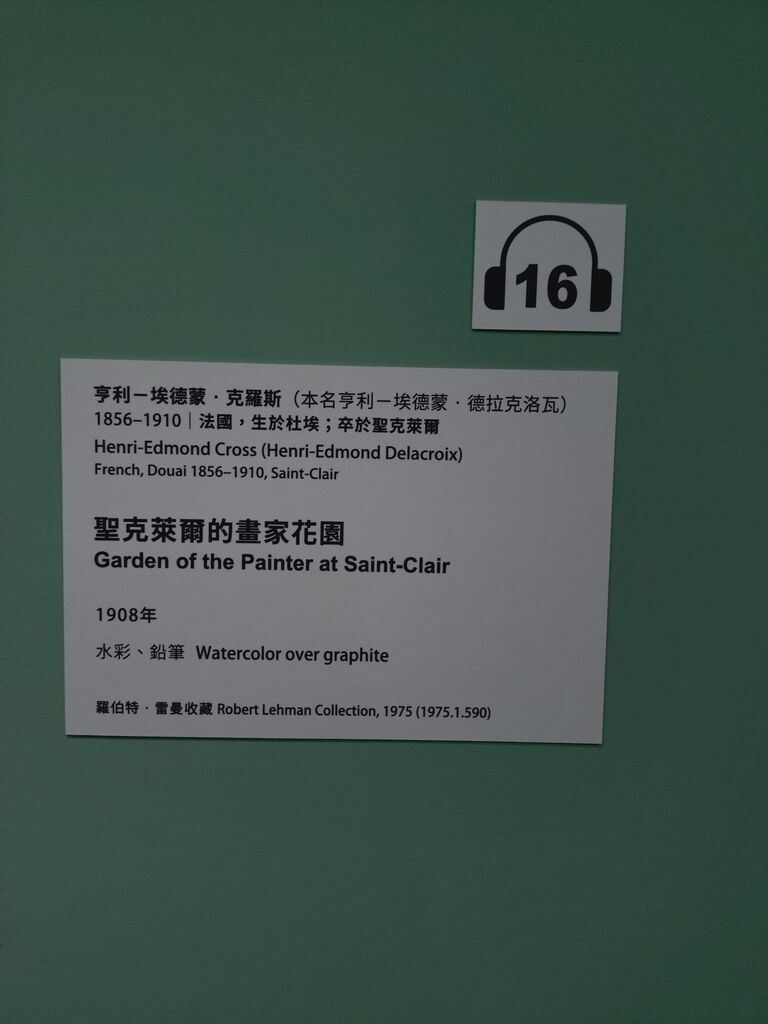 16
亨利－埃德蒙．克羅斯（本名亨利－埃德蒙．德拉克洛瓦）
1856–1910｜法國，生於杜埃；卒於聖克萊爾
Henri-Edmond Cross (Henri-Edmond Delacroix)
French, Douai 1856–1910, Saint-Clair
聖克萊爾的畫家花園
Garden of the Painter at Saint-Clair
1908年
水彩、鉛筆 Watercolor over graphite
羅伯特．雷曼收藏 Robert Lehman Collection, 1975 (1975.1.590)